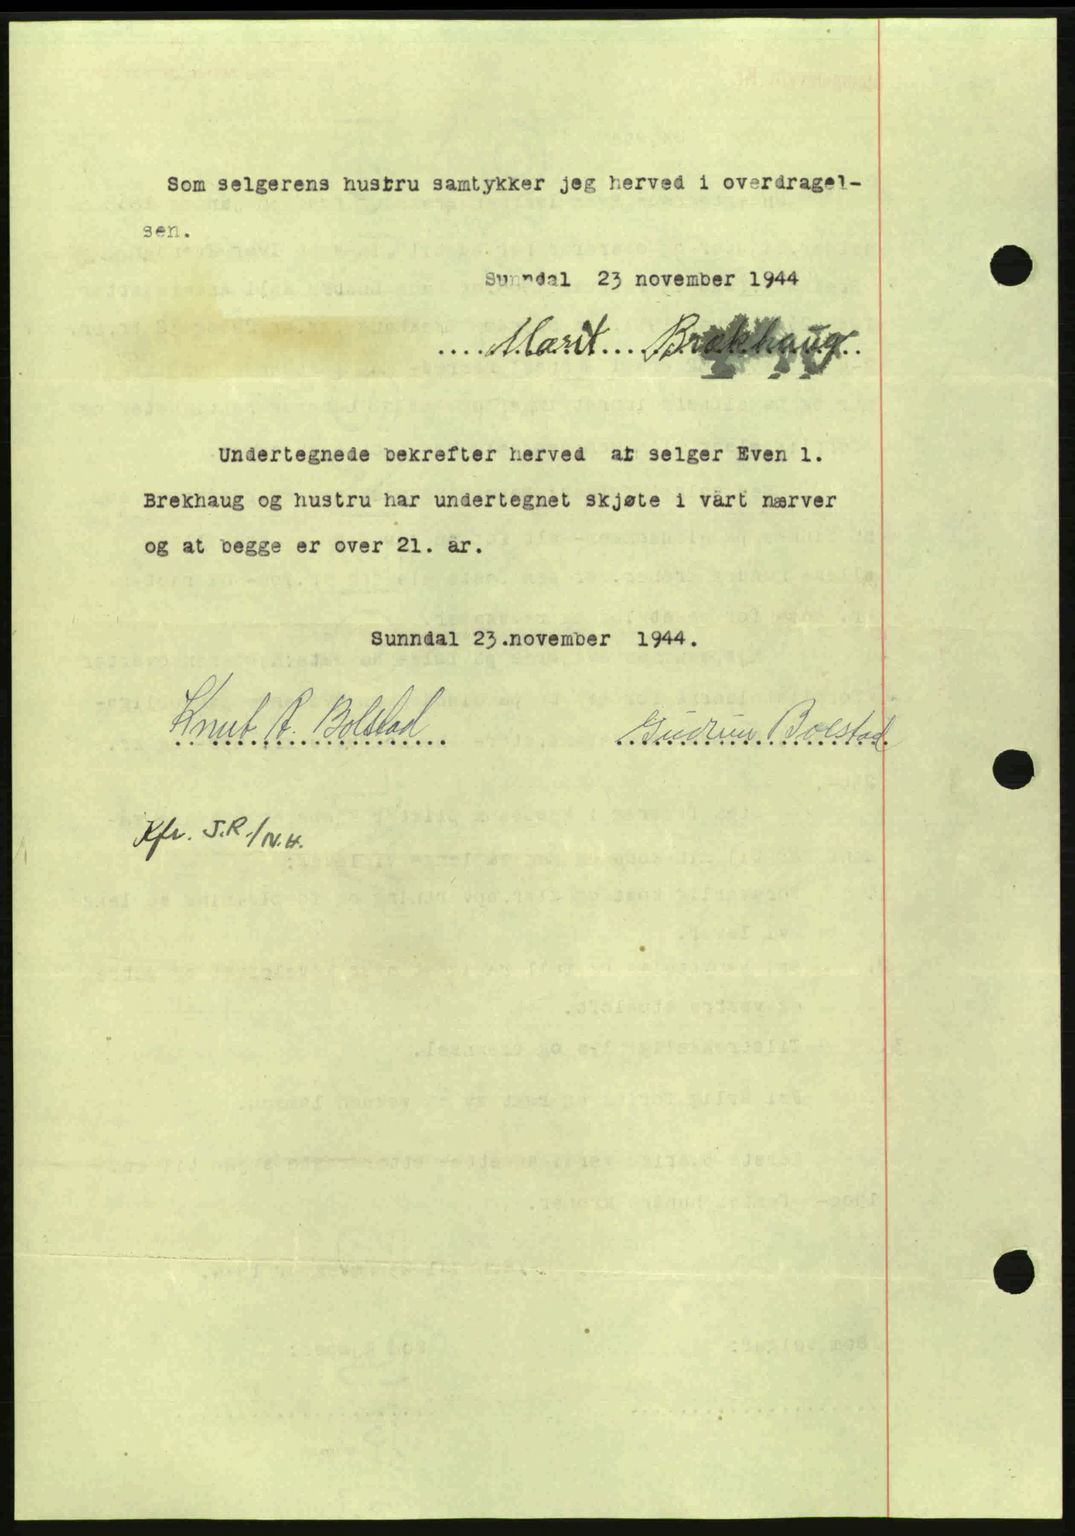 Som selgerens hustru samtykker jeg herved i overdragel-
sen.
Sunndal 23 november 1944
....Marit....Brekhaug..
Undertegnede bekrefter herved at selger Even l.
Brekhaug og hustru har undertegnet skjøte i vårt nærver
og at begge er over 21. år.
Sunndal 23.november 1944.
Knut R. Bolstad Gudrun Bolstad
Kfr. J.R./N.H.